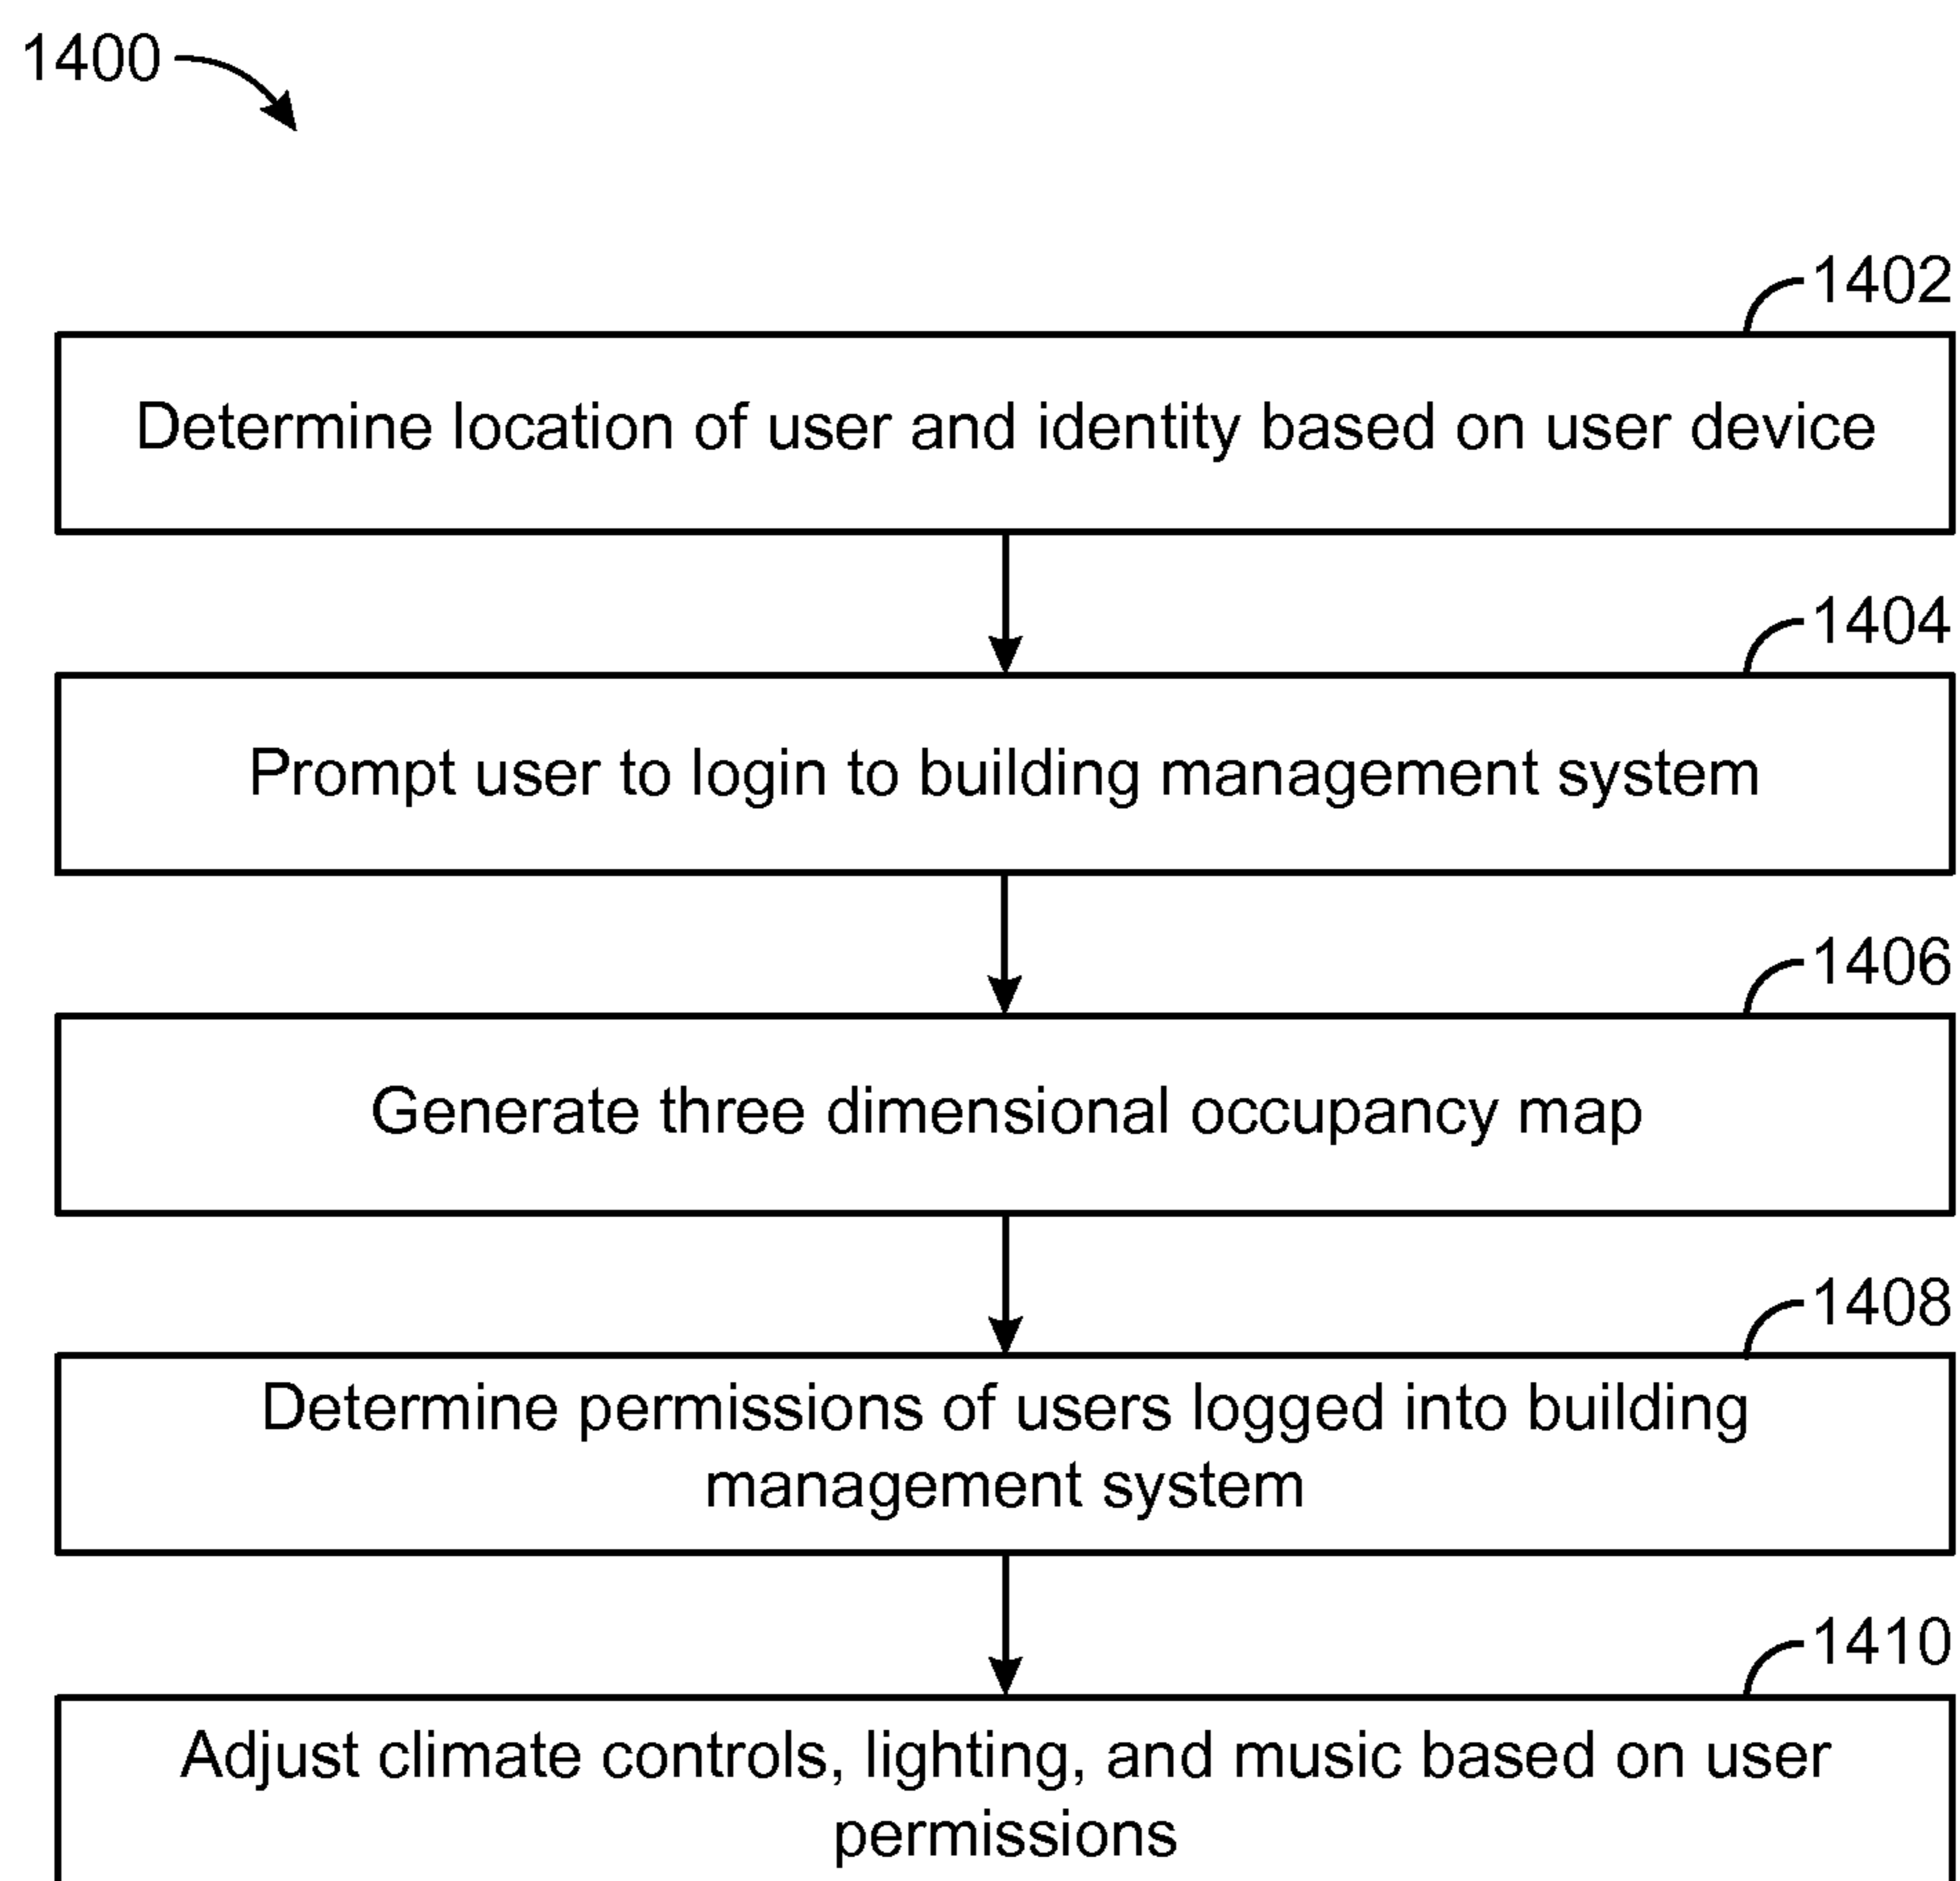 1400
1402
Determine location of user and identity based on user device
1404
Prompt user to login to building management system
1406
Generate three dimensional occupancy map
1408
Determine permissions of users logged into building
management system
1410
Adjust climate controls, lighting, and music based on user
permissions